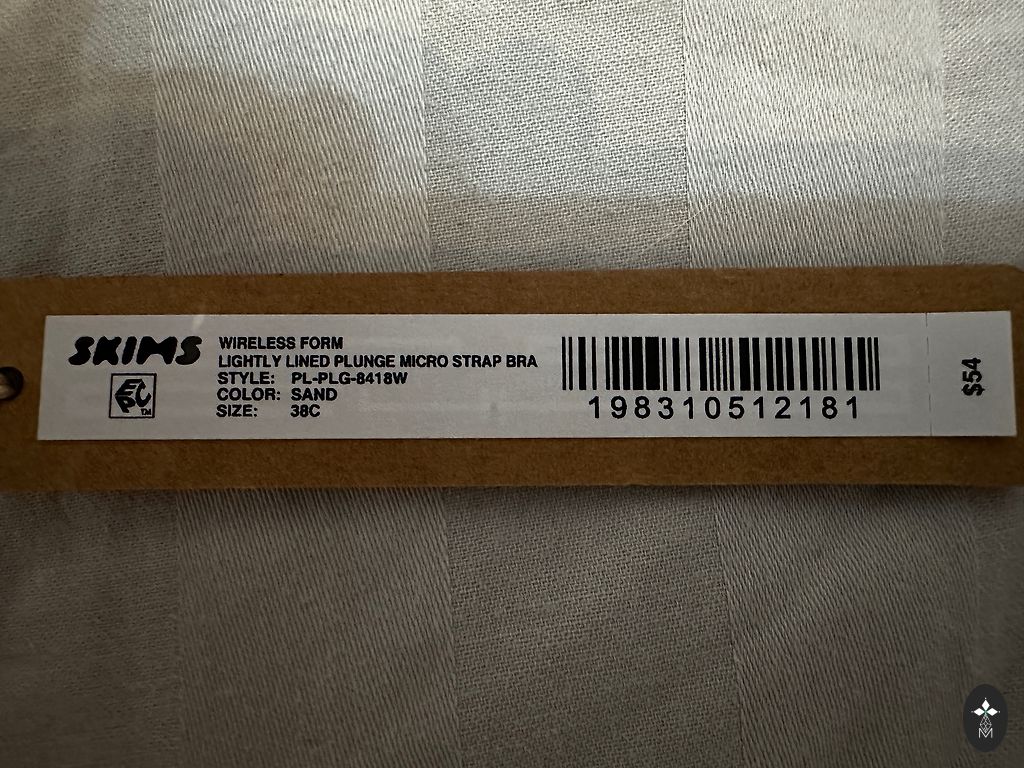 SKIMS
EPC™
WIRELESS FORM
LIGHTLY LINED PLUNGE MICRO STRAP BRA
STYLE: PL-PLG-8418W
COLOR: SAND
SIZE: 38C
198310512181
$54
M